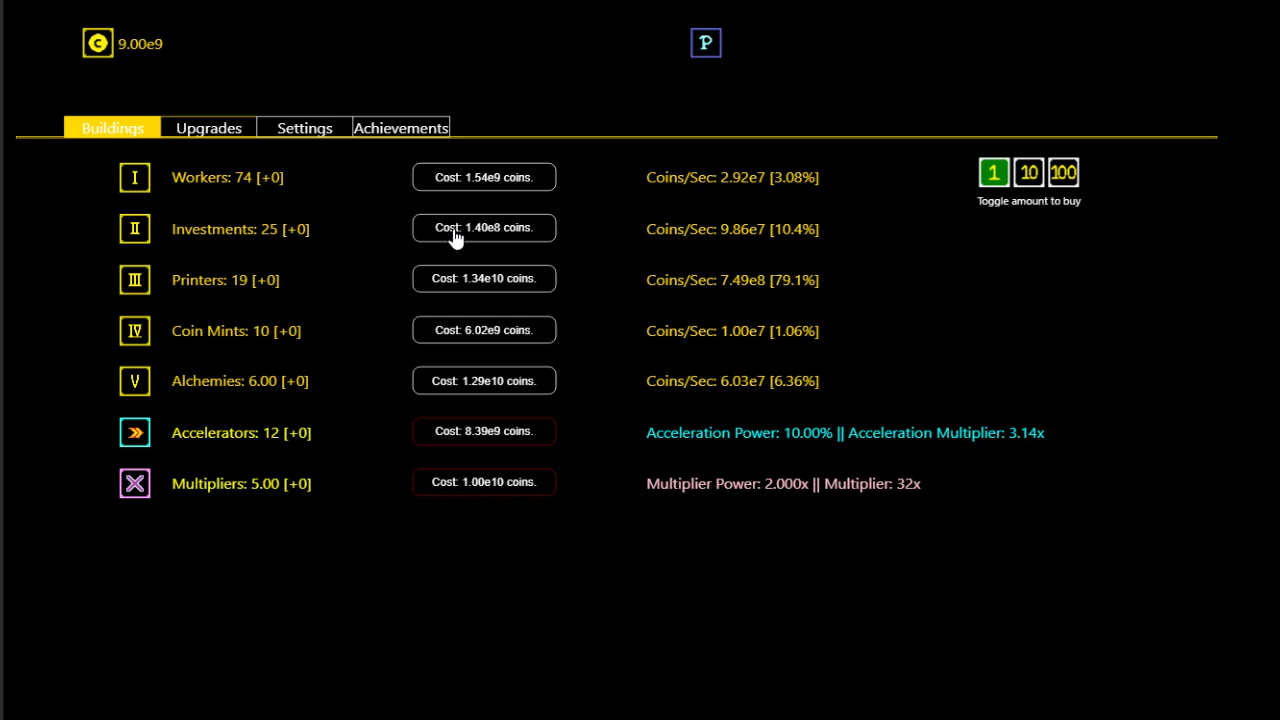 C 9.00e9 P
Buildings Upgrades Settings Achievements
I Workers: 74 [+0] Cost: 1.54e9 coins. Coins/Sec: 2.92e7 [3.08%] 1 10 100
Toggle amount to buy
II Investments: 25 [+0] Cost: 1.40e8 coins. Coins/Sec: 9.86e7 [10.4%]
III Printers: 19 [+0] Cost: 1.34e10 coins. Coins/Sec: 7.49e8 [79.1%]
IV Coin Mints: 10 [+0] Cost: 6.02e9 coins. Coins/Sec: 1.00e7 [1.06%]
V Alchemies: 6.00 [+0] Cost: 1.29e10 coins. Coins/Sec: 6.03e7 [6.36%]
Accelerators: 12 [+0] Cost: 8.39e9 coins. Acceleration Power: 10.00% || Acceleration Multiplier: 3.14x
Multipliers: 5.00 [+0] Cost: 1.00e10 coins. Multiplier Power: 2.000x || Multiplier: 32x